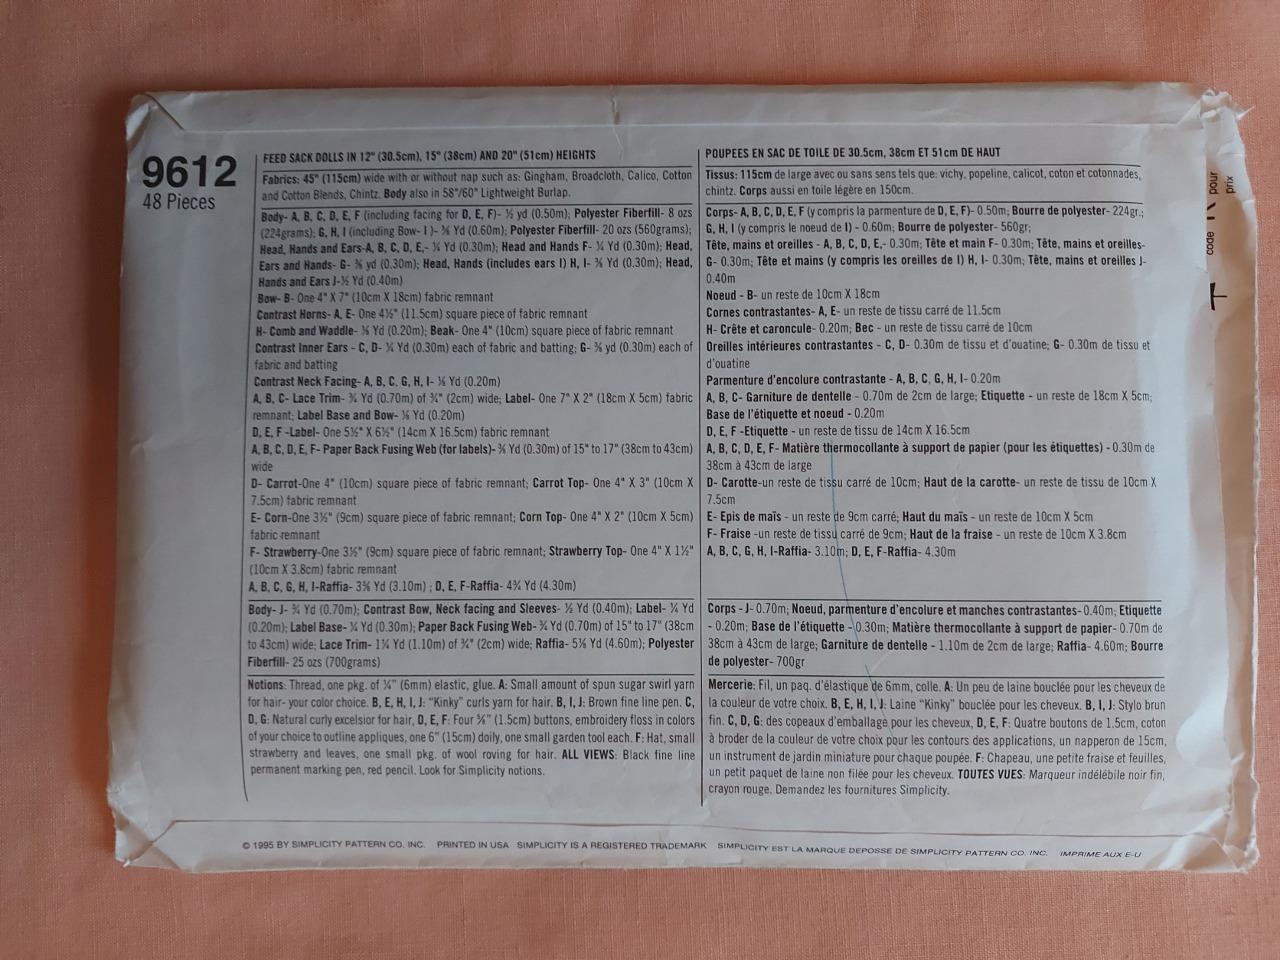 9612
48 Pieces
FEED SACK DOLLS IN 12" (30.5cm), 15" (38cm) AND 20" (51cm) HEIGHTS
Fabrics: 45" (115cm) wide with or without nap such as: Gingham, Broadcloth, Calico, Cotton
and Cotton Blends, Chintz. Body also in 58"/60" Lightweight Burlap.
Body- A, B, C, D, E, F (including facing for D, E, F)- ½ yd (0.50m); Polyester Fiberfill- 8 ozs
(224grams); G, H, I (including Bow- I )- ⅝ Yd (0.60m); Polyester Fiberfill- 20 ozs (560grams);
Head, Hands and Ears-A, B, C, D, E,- ¼ Yd (0.30m); Head and Hands F- ¼ Yd (0.30m); Head,
Ears and Hands- G- ⅜ yd (0.30m); Head, Hands (includes ears I) H, I- ⅜ Yd (0.30m); Head,
Hands and Ears J-½ Yd (0.40m)
Bow- B- One 4" X 7" (10cm X 18cm) fabric remnant
Contrast Horns- A, E- One 4½" (11.5cm) square piece of fabric remnant
H- Comb and Waddle- ⅛ Yd (0.20m); Beak- One 4" (10cm) square piece of fabric remnant
Contrast Inner Ears - C, D- ¼ Yd (0.30m) each of fabric and batting; G- ⅜ yd (0.30m) each of
fabric and batting
Contrast Neck Facing- A, B, C, G, H, I- ⅛ Yd (0.20m)
A, B, C- Lace Trim- ¾ Yd (0.70m) of ¾" (2cm) wide; Label- One 7" X 2" (18cm X 5cm) fabric
remnant; Label Base and Bow- ⅛ Yd (0.20m)
D, E, F -Label- One 5½" X 6½" (14cm X 16.5cm) fabric remnant
A, B, C, D, E, F- Paper Back Fusing Web (for labels)- ⅜ Yd (0.30m) of 15" to 17" (38cm to 43cm)
wide
D- Carrot-One 4" (10cm) square piece of fabric remnant; Carrot Top- One 4" X 3" (10cm X
7.5cm) fabric remnant
E- Corn-One 3½" (9cm) square piece of fabric remnant; Corn Top- One 4" X 2" (10cm X 5cm)
fabric remnant
F- Strawberry-One 3½" (9cm) square piece of fabric remnant; Strawberry Top- One 4" X 1½"
(10cm X 3.8cm) fabric remnant
A, B, C, G, H, I-Raffia- 3⅜ Yd (3.10m) ; D, E, F-Raffia- 4¾ Yd (4.30m)
Body- J- ¾ Yd (0.70m); Contrast Bow, Neck facing and Sleeves- ½ Yd (0.40m); Label- ¼ Yd
(0.20m); Label Base- ¼ Yd (0.30m); Paper Back Fusing Web- ¾ Yd (0.70m) of 15" to 17" (38cm
to 43cm) wide; Lace Trim- 1¼ Yd (1.10m) of ¾" (2cm) wide; Raffia- 5⅛ Yd (4.60m); Polyester
Fiberfill- 25 ozs (700grams)
Notions: Thread, one pkg. of ¼" (6mm) elastic, glue. A: Small amount of spun sugar swirl yarn
for hair- your color choice. B, E, H, I, J: "Kinky" curls yarn for hair. B, I, J: Brown fine line pen. C,
D, G: Natural curly excelsior for hair, D, E, F: Four ⅝" (1.5cm) buttons, embroidery floss in colors
of your choice to outline appliques, one 6" (15cm) doily, one small garden tool each. F: Hat, small
strawberry and leaves, one small pkg. of wool roving for hair. ALL VIEWS: Black fine line
permanent marking pen, red pencil. Look for Simplicity notions.
POUPEES EN SAC DE TOILE DE 30.5cm, 38cm ET 51cm DE HAUT
Tissus: 115cm de large avec ou sans sens tels que: vichy, popeline, calicot, coton et cotonnades,
chintz. Corps aussi en toile légère en 150cm.
Corps- A, B, C, D, E, F (y compris la parmenture de D, E, F)- 0.50m; Bourre de polyester- 224gr.;
G, H, I (y compris le noeud de I) - 0.60m; Bourre de polyester- 560gr;
Tête, mains et oreilles - A, B, C, D, E,- 0.30m; Tête et main F- 0.30m; Tête, mains et oreilles-
G- 0.30m; Tête et mains (y compris les oreilles de I) H, I- 0.30m; Tête, mains et oreilles J-
0.40m
Noeud - B- un reste de 10cm X 18cm
Cornes contrastantes- A, E- un reste de tissu carré de 11.5cm
H- Crête et caroncule- 0.20m; Bec - un reste de tissu carré de 10cm
Oreilles intérieures contrastantes - C, D- 0.30m de tissu et d'ouatine; G- 0.30m de tissu et
d'ouatine
Parmenture d'encolure contrastante - A, B, C, G, H, I- 0.20m
A, B, C- Garniture de dentelle - 0.70m de 2cm de large; Etiquette - un reste de 18cm X 5cm;
Base de l'étiquette et noeud - 0.20m
D, E, F -Etiquette - un reste de tissu de 14cm X 16.5cm
A, B, C, D, E, F- Matière thermocollante à support de papier (pour les étiquettes) - 0.30m de
38cm à 43cm de large
D- Carotte-un reste de tissu carré de 10cm; Haut de la carotte- un reste de tissu de 10cm X
7.5cm
E- Epis de maïs - un reste de 9cm carré; Haut du maïs - un reste de 10cm X 5cm
F- Fraise -un reste de tissu carré de 9cm; Haut de la fraise - un reste de 10cm X 3.8cm
A, B, C, G, H, I-Raffia- 3.10m; D, E, F-Raffia- 4.30m
Corps - J- 0.70m; Noeud, parmenture d'encolure et manches contrastantes- 0.40m; Etiquette
- 0.20m; Base de l'étiquette - 0.30m; Matière thermocollante à support de papier- 0.70m de
38cm à 43cm de large; Garniture de dentelle - 1.10m de 2cm de large; Raffia- 4.60m; Bourre
de polyester- 700gr
Mercerie: Fil, un paq. d'élastique de 6mm, colle. A: Un peu de laine bouclée pour les cheveux de
la couleur de votre choix. B, E, H, I, J: Laine "Kinky" bouclée pour les cheveux. B, I, J: Stylo brun
fin. C, D, G: des copeaux d'emballage pour les cheveux, D, E, F: Quatre boutons de 1.5cm, coton
à broder de la couleur de votre choix pour les contours des applications, un napperon de 15cm,
un instrument de jardin miniature pour chaque poupée. F: Chapeau, une petite fraise et feuilles,
un petit paquet de laine non filée pour les cheveux. TOUTES VUES: Marqueur indélébile noir fin,
crayon rouge. Demandez les fournitures Simplicity.
code
pour
prix
© 1995 BY SIMPLICITY PATTERN CO. INC. PRINTED IN USA SIMPLICITY IS A REGISTERED TRADEMARK SIMPLICITY EST LA MARQUE DEPOSSE DE SIMPLICITY PATTERN CO. INC. IMPRIME AUX E-U